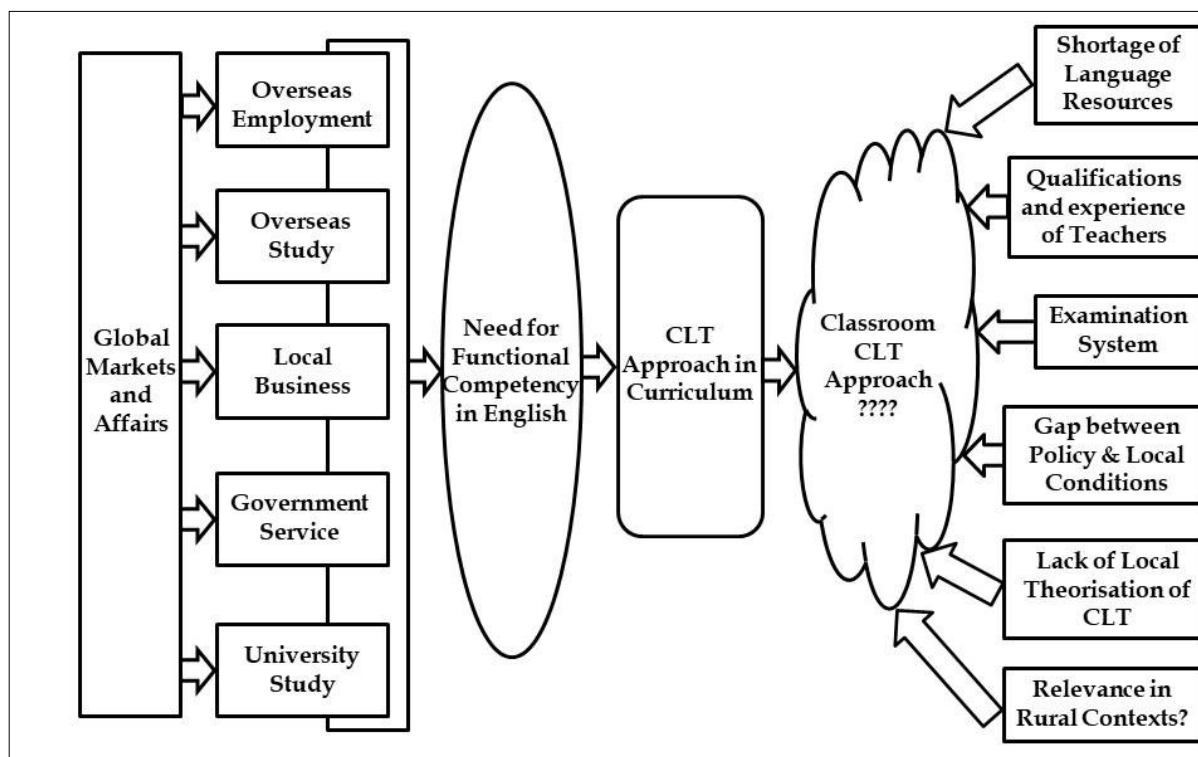 Global
Markets
and
Affairs
Overseas
Employment
Overseas
Study
Local
Business
Government
Service
University
Study
Need for
Functional
Competency
in English
CLT
Approach in
Curriculum
Classroom
CLT
Approach
????
Shortage of
Language
Resources
Qualifications
and experience
of Teachers
Examination
System
Gap between
Policy & Local
Conditions
Lack of Local
Theorisation of
CLT
Relevance in
Rural Contexts?